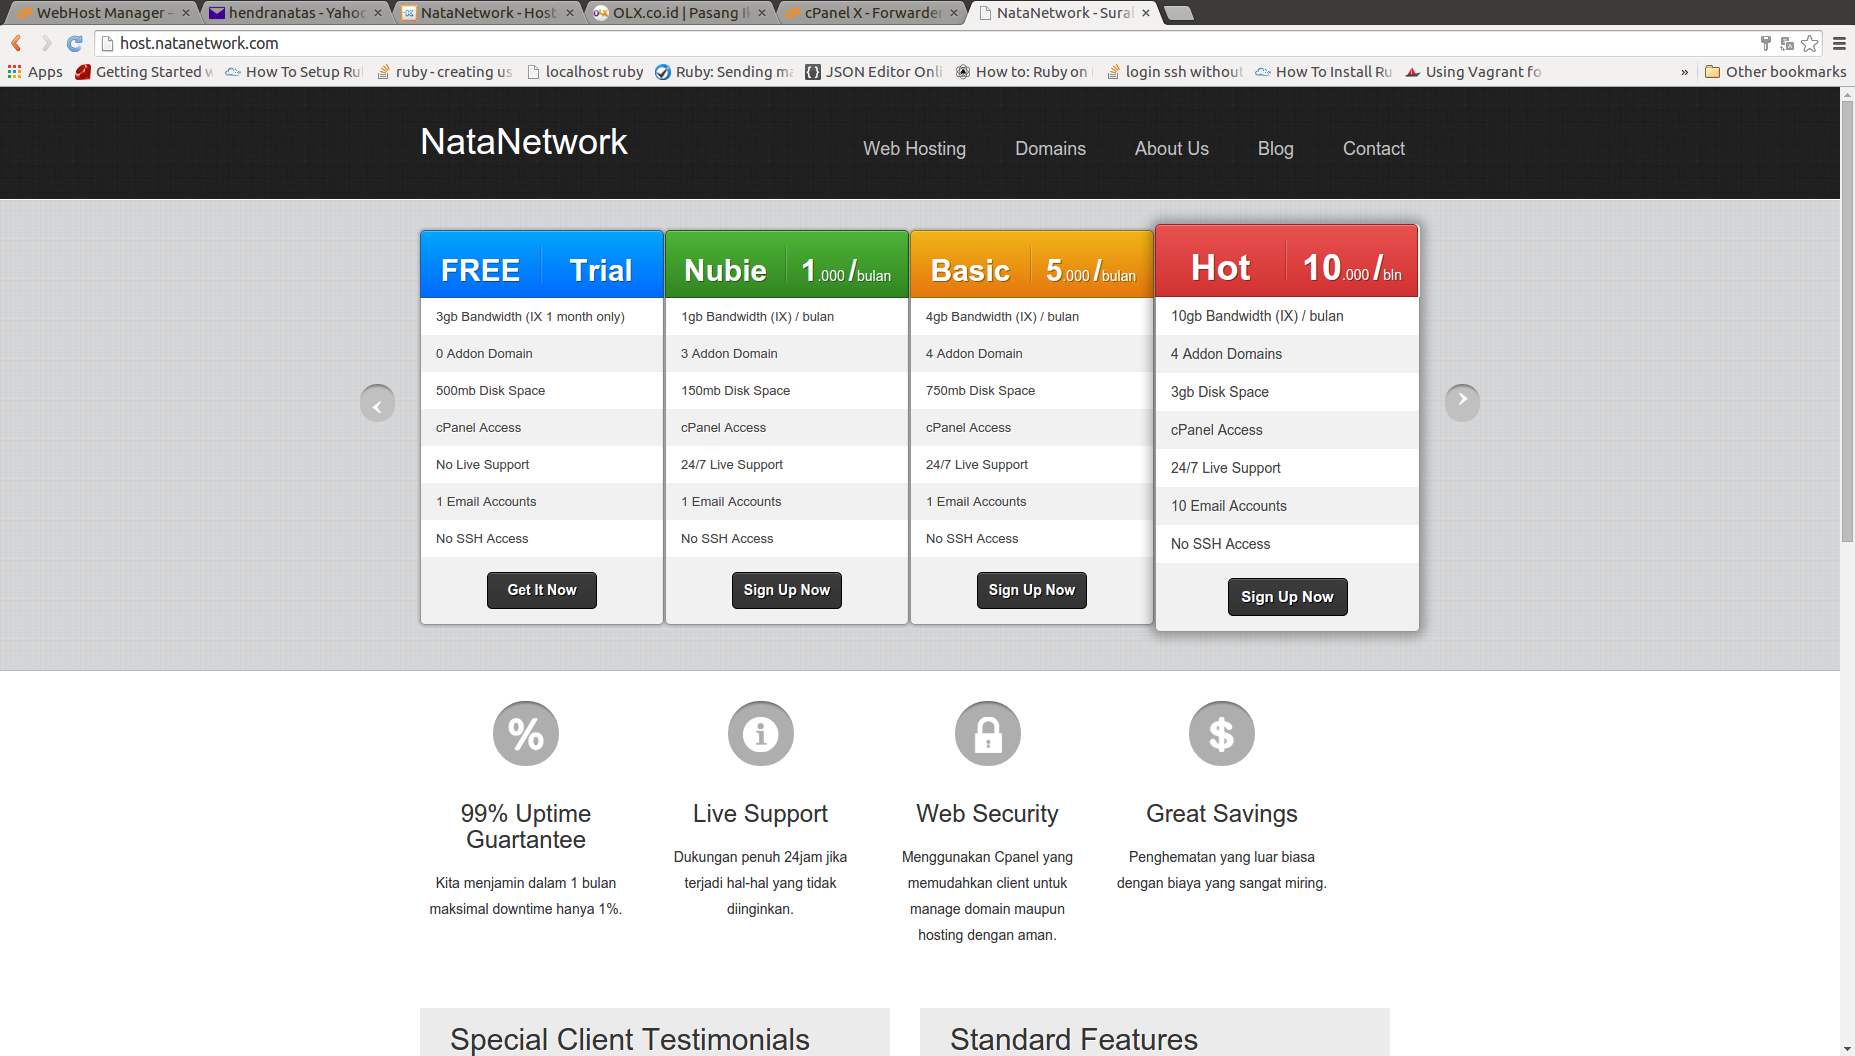 WebHost Manager -
hendranatas - Yahoo
NataNetwork - Host
OLX.co.id | Pasang Ik
cPanel X - Forwarder
NataNetwork - Sural
host.natanetwork.com
Apps
Getting Started w
How To Setup Rul
ruby - creating us
localhost ruby
Ruby: Sending ma
JSON Editor Onli
How to: Ruby on
login ssh without
How To Install Ru
Using Vagrant fo
»
Other bookmarks
NataNetwork
Web Hosting
Domains
About Us
Blog
Contact
FREE Trial
3gb Bandwidth (IX 1 month only)
0 Addon Domain
500mb Disk Space
cPanel Access
No Live Support
1 Email Accounts
No SSH Access
Get It Now
Nubie 1.000 /bulan
1gb Bandwidth (IX) / bulan
3 Addon Domain
150mb Disk Space
cPanel Access
24/7 Live Support
1 Email Accounts
No SSH Access
Sign Up Now
Basic 5.000 /bulan
4gb Bandwidth (IX) / bulan
4 Addon Domain
750mb Disk Space
cPanel Access
24/7 Live Support
1 Email Accounts
No SSH Access
Sign Up Now
Hot 10.000 /bln
10gb Bandwidth (IX) / bulan
4 Addon Domains
3gb Disk Space
cPanel Access
24/7 Live Support
10 Email Accounts
No SSH Access
Sign Up Now
99% Uptime
Guartantee
Kita menjamin dalam 1 bulan
maksimal downtime hanya 1%.
Live Support
Dukungan penuh 24jam jika
terjadi hal-hal yang tidak
diinginkan.
Web Security
Menggunakan Cpanel yang
memudahkan client untuk
manage domain maupun
hosting dengan aman.
Great Savings
Penghematan yang luar biasa
dengan biaya yang sangat miring.
Special Client Testimonials
Standard Features